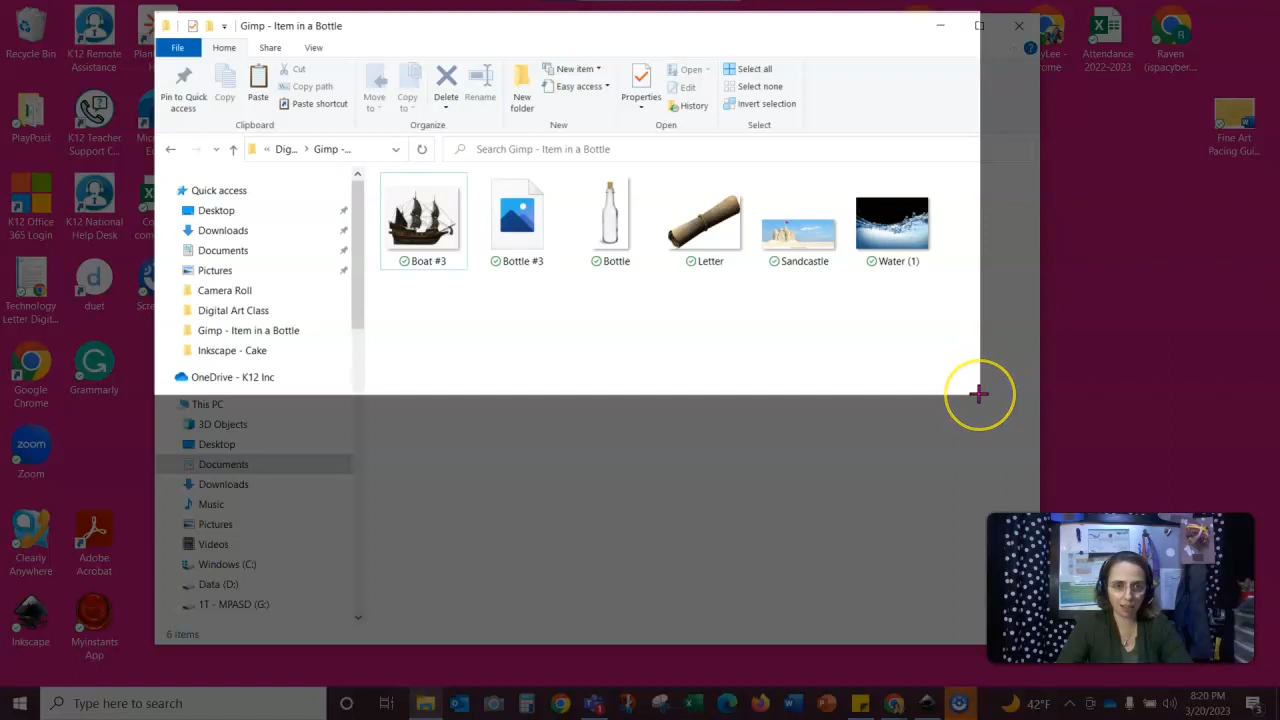 Gimp - Item in a Bottle
File Home Share View
Pin to Quick access
Copy
Paste
Cut
Copy path
Paste shortcut
Clipboard
Move to
Copy to
Delete
Rename
Organize
New folder
New item
Easy access
New
Properties
Open
Edit
History
Open
Select all
Select none
Invert selection
Select
« Dig... > Gimp -...
Search Gimp - Item in a Bottle
Quick access
Desktop
Downloads
Documents
Pictures
Camera Roll
Digital Art Class
Gimp - Item in a Bottle
Inkscape - Cake
OneDrive - K12 Inc
This PC
3D Objects
Desktop
Documents
Downloads
Music
Pictures
Videos
Windows (C:)
Data (D:)
1T - MPASD (G:)
6 items
Boat #3
Bottle #3
Bottle
Letter
Sandcastle
Water (1)
Recycle Bin
K12 Remote Assistance
PlayPosit
K12 Teacher Support C...
K12 Office 365 Login
K12 National Help Desk
Technology Letter Digit...
duet
Google Chrome
Grammarly
zoom
Zoom
Clearly Anywhere
Adobe Acrobat
Inkscape
Myinstants App
Attendance 2022-2023
Raven (ispacyber...
Fine Art Pacing Gui...
Type here to search
42°F
8:20 PM
3/20/2023